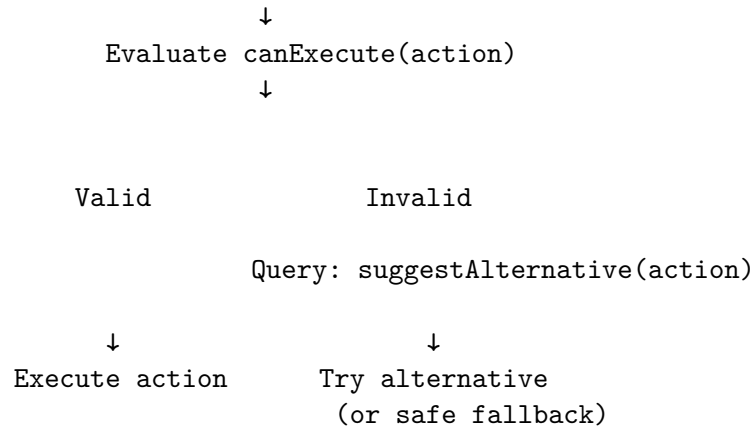 ↓
Evaluate canExecute(action)
↓
Valid Invalid
Query: suggestAlternative(action)
↓ ↓
Execute action Try alternative
(or safe fallback)